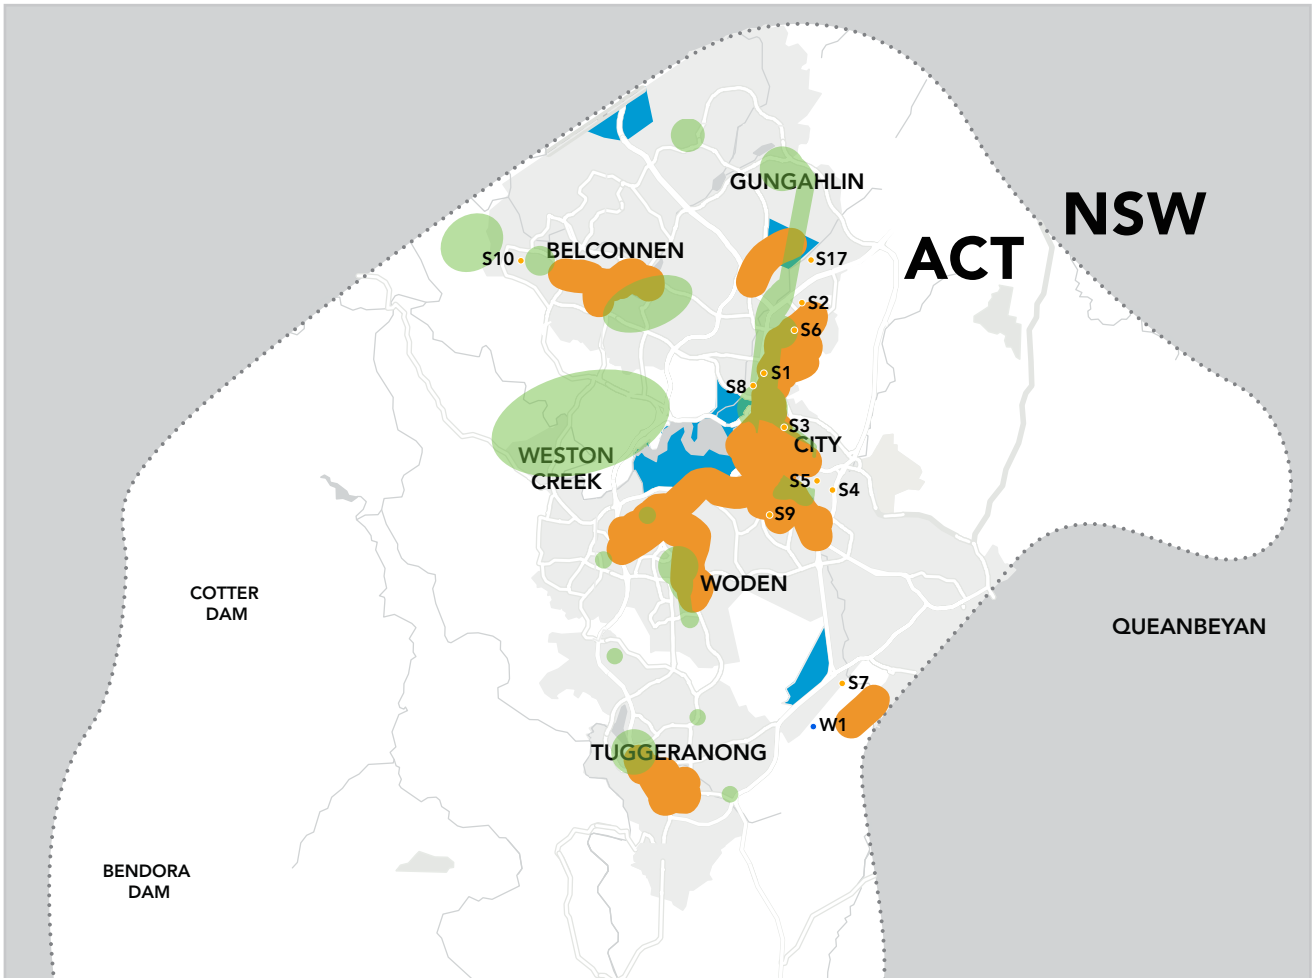 GUNGAHLIN
NSW
ACT
BELCONNEN
S10
S17
S2
S6
S1
S8
S3
CITY
WESTON
CREEK
S5
S4
S9
WODEN
COTTER
DAM
QUEANBEYAN
S7
W1
TUGGERANONG
BENDORA
DAM